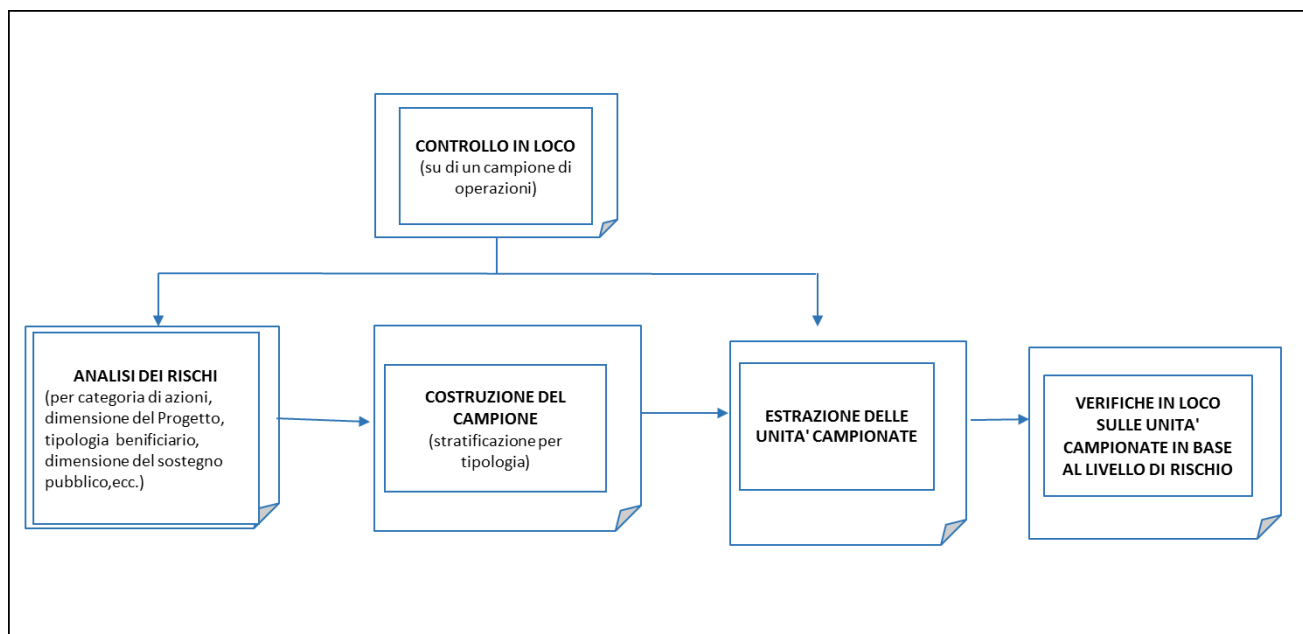 CONTROLLO IN LOCO
(su di un campione di
operazioni)
ANALISI DEI RISCHI
(per categoria di azioni,
dimensione del Progetto,
tipologia benificiario,
dimensione del sostegno
pubblico,ecc.)
COSTRUZIONE DEL
CAMPIONE
(stratificazione per
tipologia)
ESTRAZIONE DELLE
UNITA' CAMPIONATE
VERIFICHE IN LOCO
SULLE UNITA'
CAMPIONATE IN BASE
AL LIVELLO DI RISCHIO